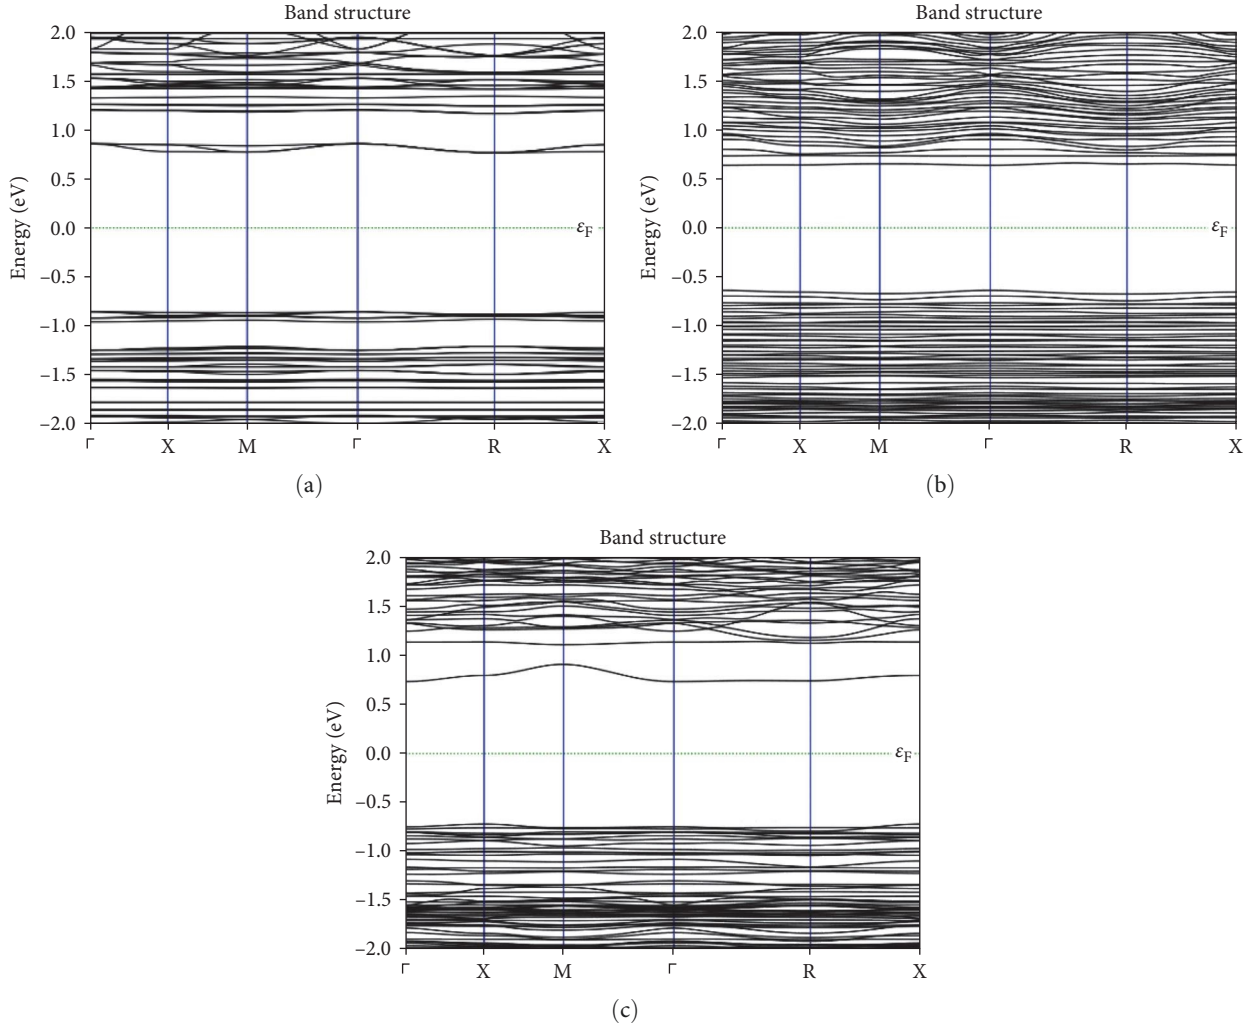 Band structure
2.0
1.5
1.0
0.5
0.0
–0.5
–1.0
–1.5
–2.0
Energy (eV)
εF
Γ X M Γ R X
(a)
Band structure
2.0
1.5
1.0
0.5
0.0
–0.5
–1.0
–1.5
–2.0
Energy (eV)
εF
Γ X M Γ R X
(b)
Band structure
2.0
1.5
1.0
0.5
0.0
–0.5
–1.0
–1.5
–2.0
Energy (eV)
εF
Γ X M Γ R X
(c)